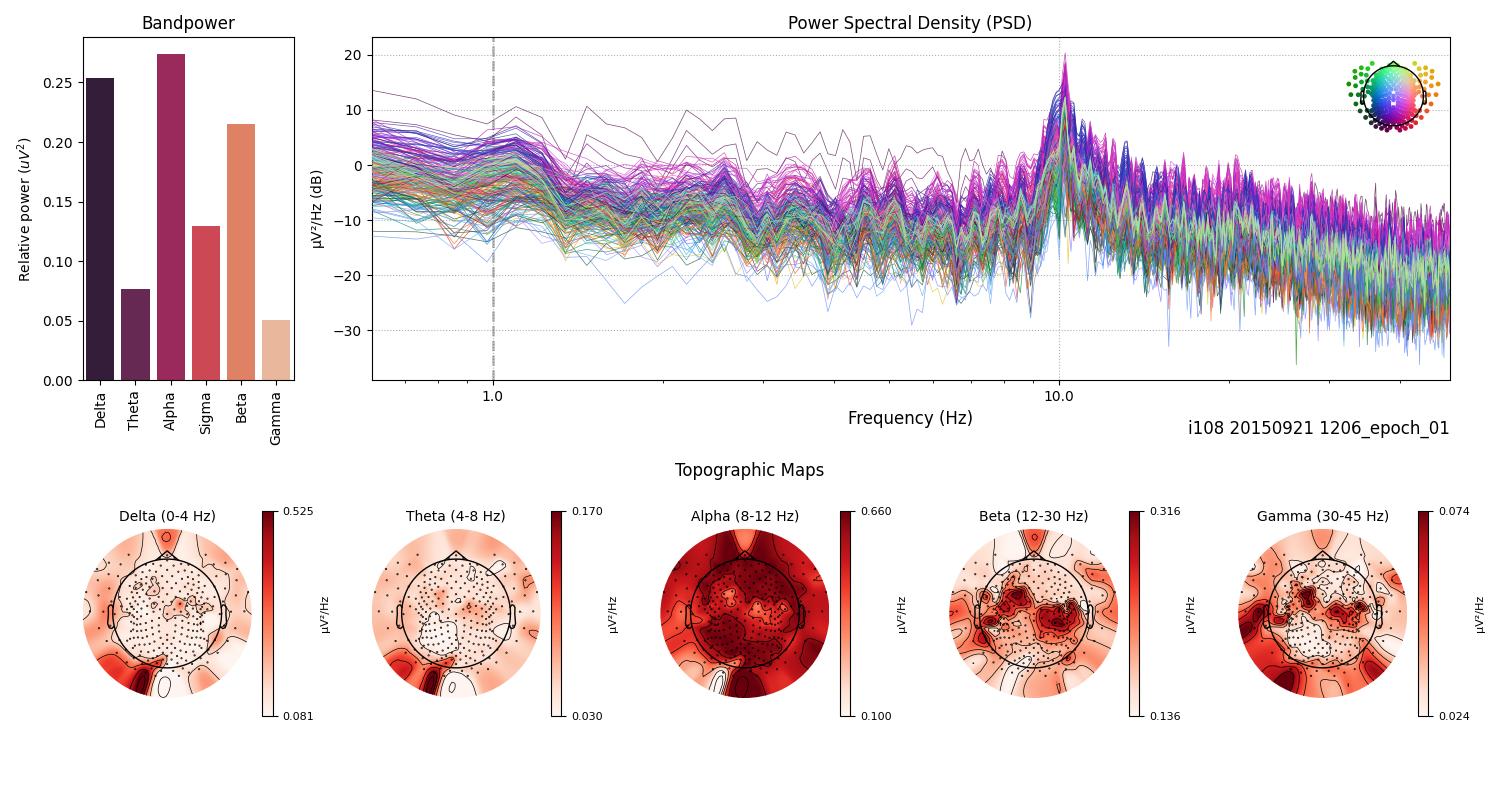 Bandpower
Relative power (uV²)
0.25
0.20
0.15
0.10
0.05
0.00
Delta
Theta
Alpha
Sigma
Beta
Gamma
Power Spectral Density (PSD)
µV²/Hz (dB)
20
10
0
−10
−20
−30
1.0
10.0
Frequency (Hz)
i108 20150921 1206_epoch_01
Topographic Maps
Delta (0-4 Hz)
0.525
0.081
µV²/Hz
Theta (4-8 Hz)
0.170
0.030
µV²/Hz
Alpha (8-12 Hz)
0.660
0.100
µV²/Hz
Beta (12-30 Hz)
0.316
0.136
µV²/Hz
Gamma (30-45 Hz)
0.074
0.024
µV²/Hz